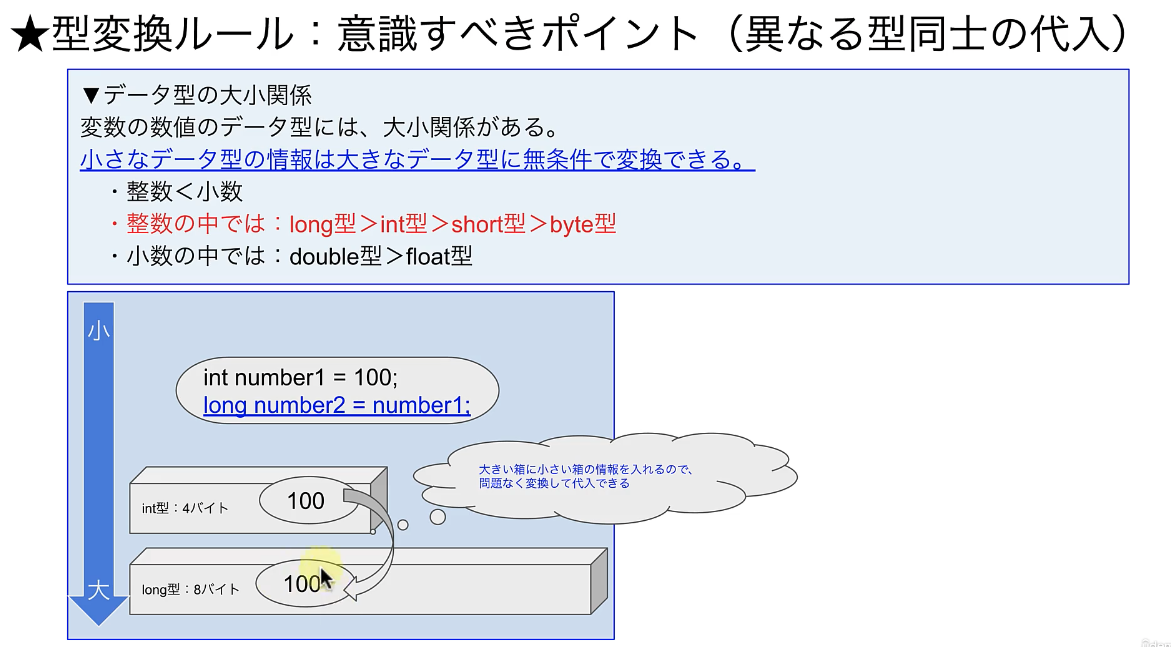 ★型変換ルール：意識すべきポイント（異なる型同士の代入）
▼データ型の大小関係
変数の数値のデータ型には、大小関係がある。
小さなデータ型の情報は大きなデータ型に無条件で変換できる。
・整数＜小数
・整数の中では：long型＞int型＞short型＞byte型
・小数の中では：double型＞float型
小
int number1 = 100;
long number2 = number1;
大きい箱に小さい箱の情報を入れるので、
問題なく変換して代入できる
int型：4バイト
100
long型：8バイト
100
大